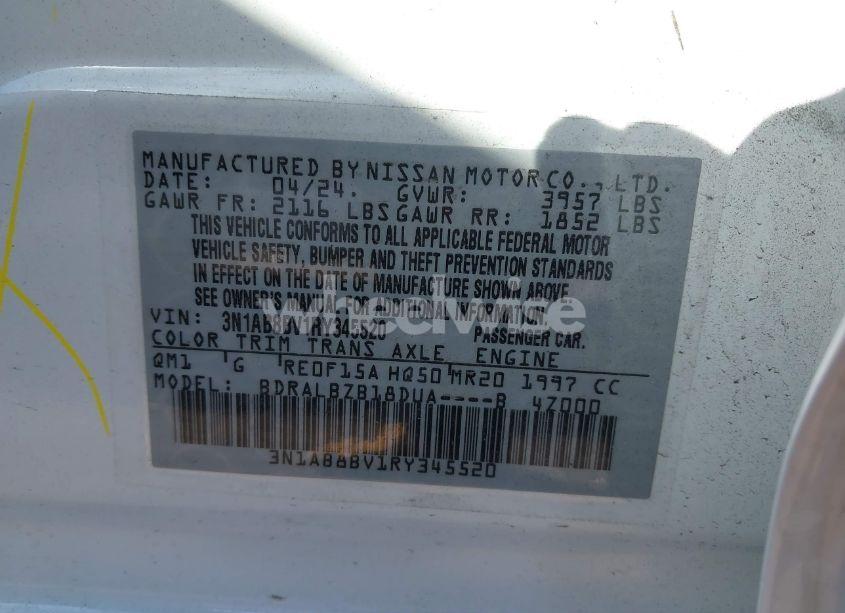 MANUFACTURED BY NISSAN MOTOR CO., LTD.
DATE: 04/24. GVWR: 3957 LBS
GAWR FR: 2116 LBS GAWR RR: 1852 LBS
THIS VEHICLE CONFORMS TO ALL APPLICABLE FEDERAL MOTOR
VEHICLE SAFETY, BUMPER AND THEFT PREVENTION STANDARDS
IN EFFECT ON THE DATE OF MANUFACTURE SHOWN ABOVE.
SEE OWNER'S MANUAL FOR ADDITIONAL INFORMATION.
VIN: 3N1AB8BV1RY345520 PASSENGER CAR.
COLOR TRIM TRANS AXLE ENGINE
QM1 G RE0F15A HQ50 MR20 1997 CC
MODEL: BDRALBZB18DUA----B 4Z000
3N1AB8BV1RY345520